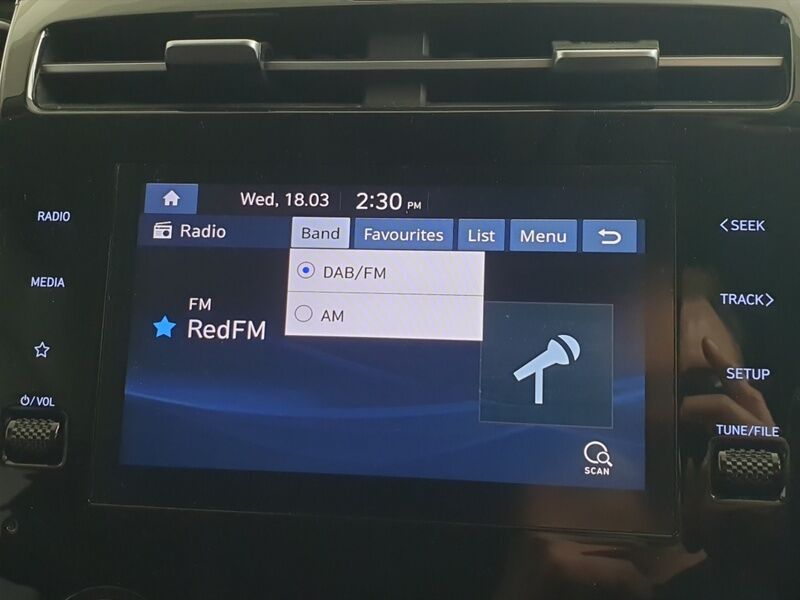 Wed, 18.03 2:30 PM
Radio Band Favourites List Menu
DAB/FM
AM
FM
RedFM
SCAN
RADIO
MEDIA
/VOL
<SEEK
TRACK>
SETUP
TUNE/FILE